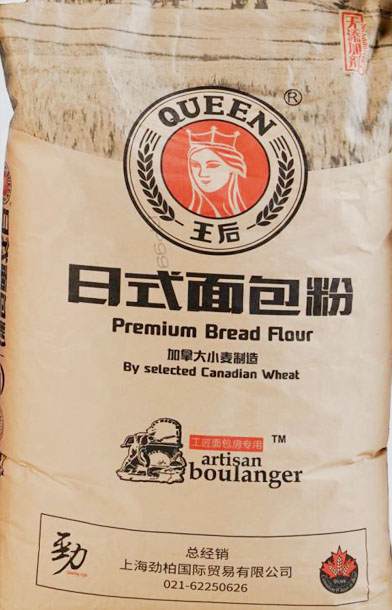 QUEEN
®
王后
日式面包粉
Premium Bread Flour
加拿大小麦制造
By selected Canadian Wheat
工匠面包房专用
TM
artisan
boulanger
劲
总经销
上海劲柏国际贸易有限公司
021-62250626